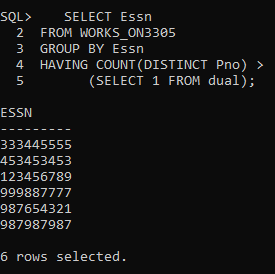 SQL>    SELECT Essn
  2  FROM WORKS_ON3305
  3  GROUP BY Essn
  4  HAVING COUNT(DISTINCT Pno) >
  5        (SELECT 1 FROM dual);
ESSN
---------
333445555
453453453
123456789
999887777
987654321
987987987
6 rows selected.